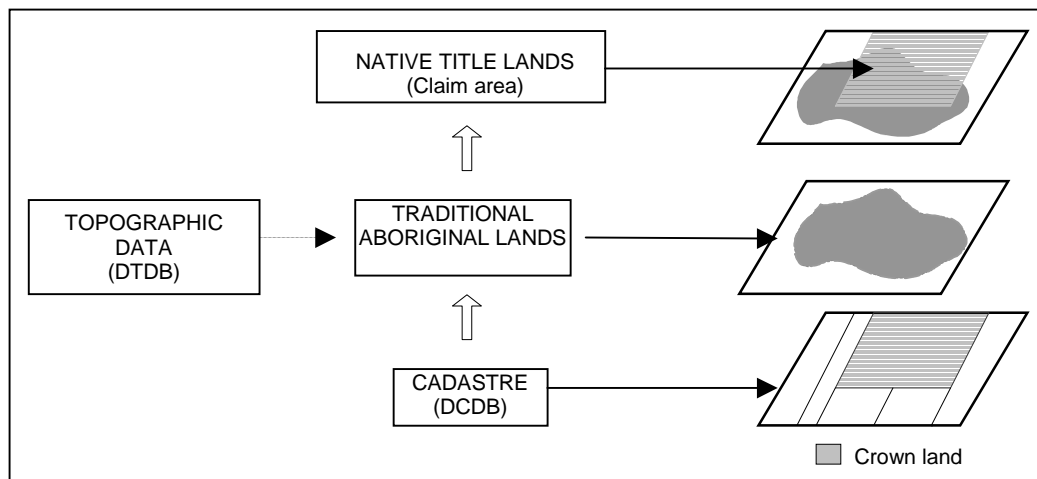 NATIVE TITLE LANDS
(Claim area)
TOPOGRAPHIC
DATA
(DTDB)
TRADITIONAL
ABORIGINAL LANDS
CADASTRE
(DCDB)
Crown land